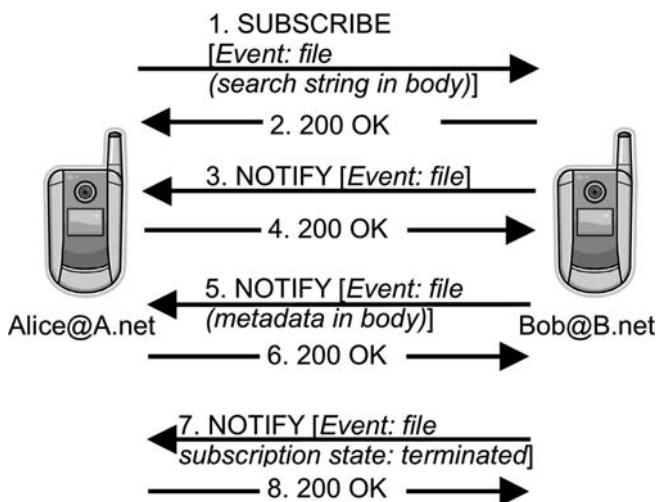 1. SUBSCRIBE
[Event: file
(search string in body)]
2. 200 OK
3. NOTIFY [Event: file]
4. 200 OK
5. NOTIFY [Event: file
(metadata in body)]
Alice@A.net
Bob@B.net
6. 200 OK
7. NOTIFY [Event: file
subscription state: terminated]
8. 200 OK